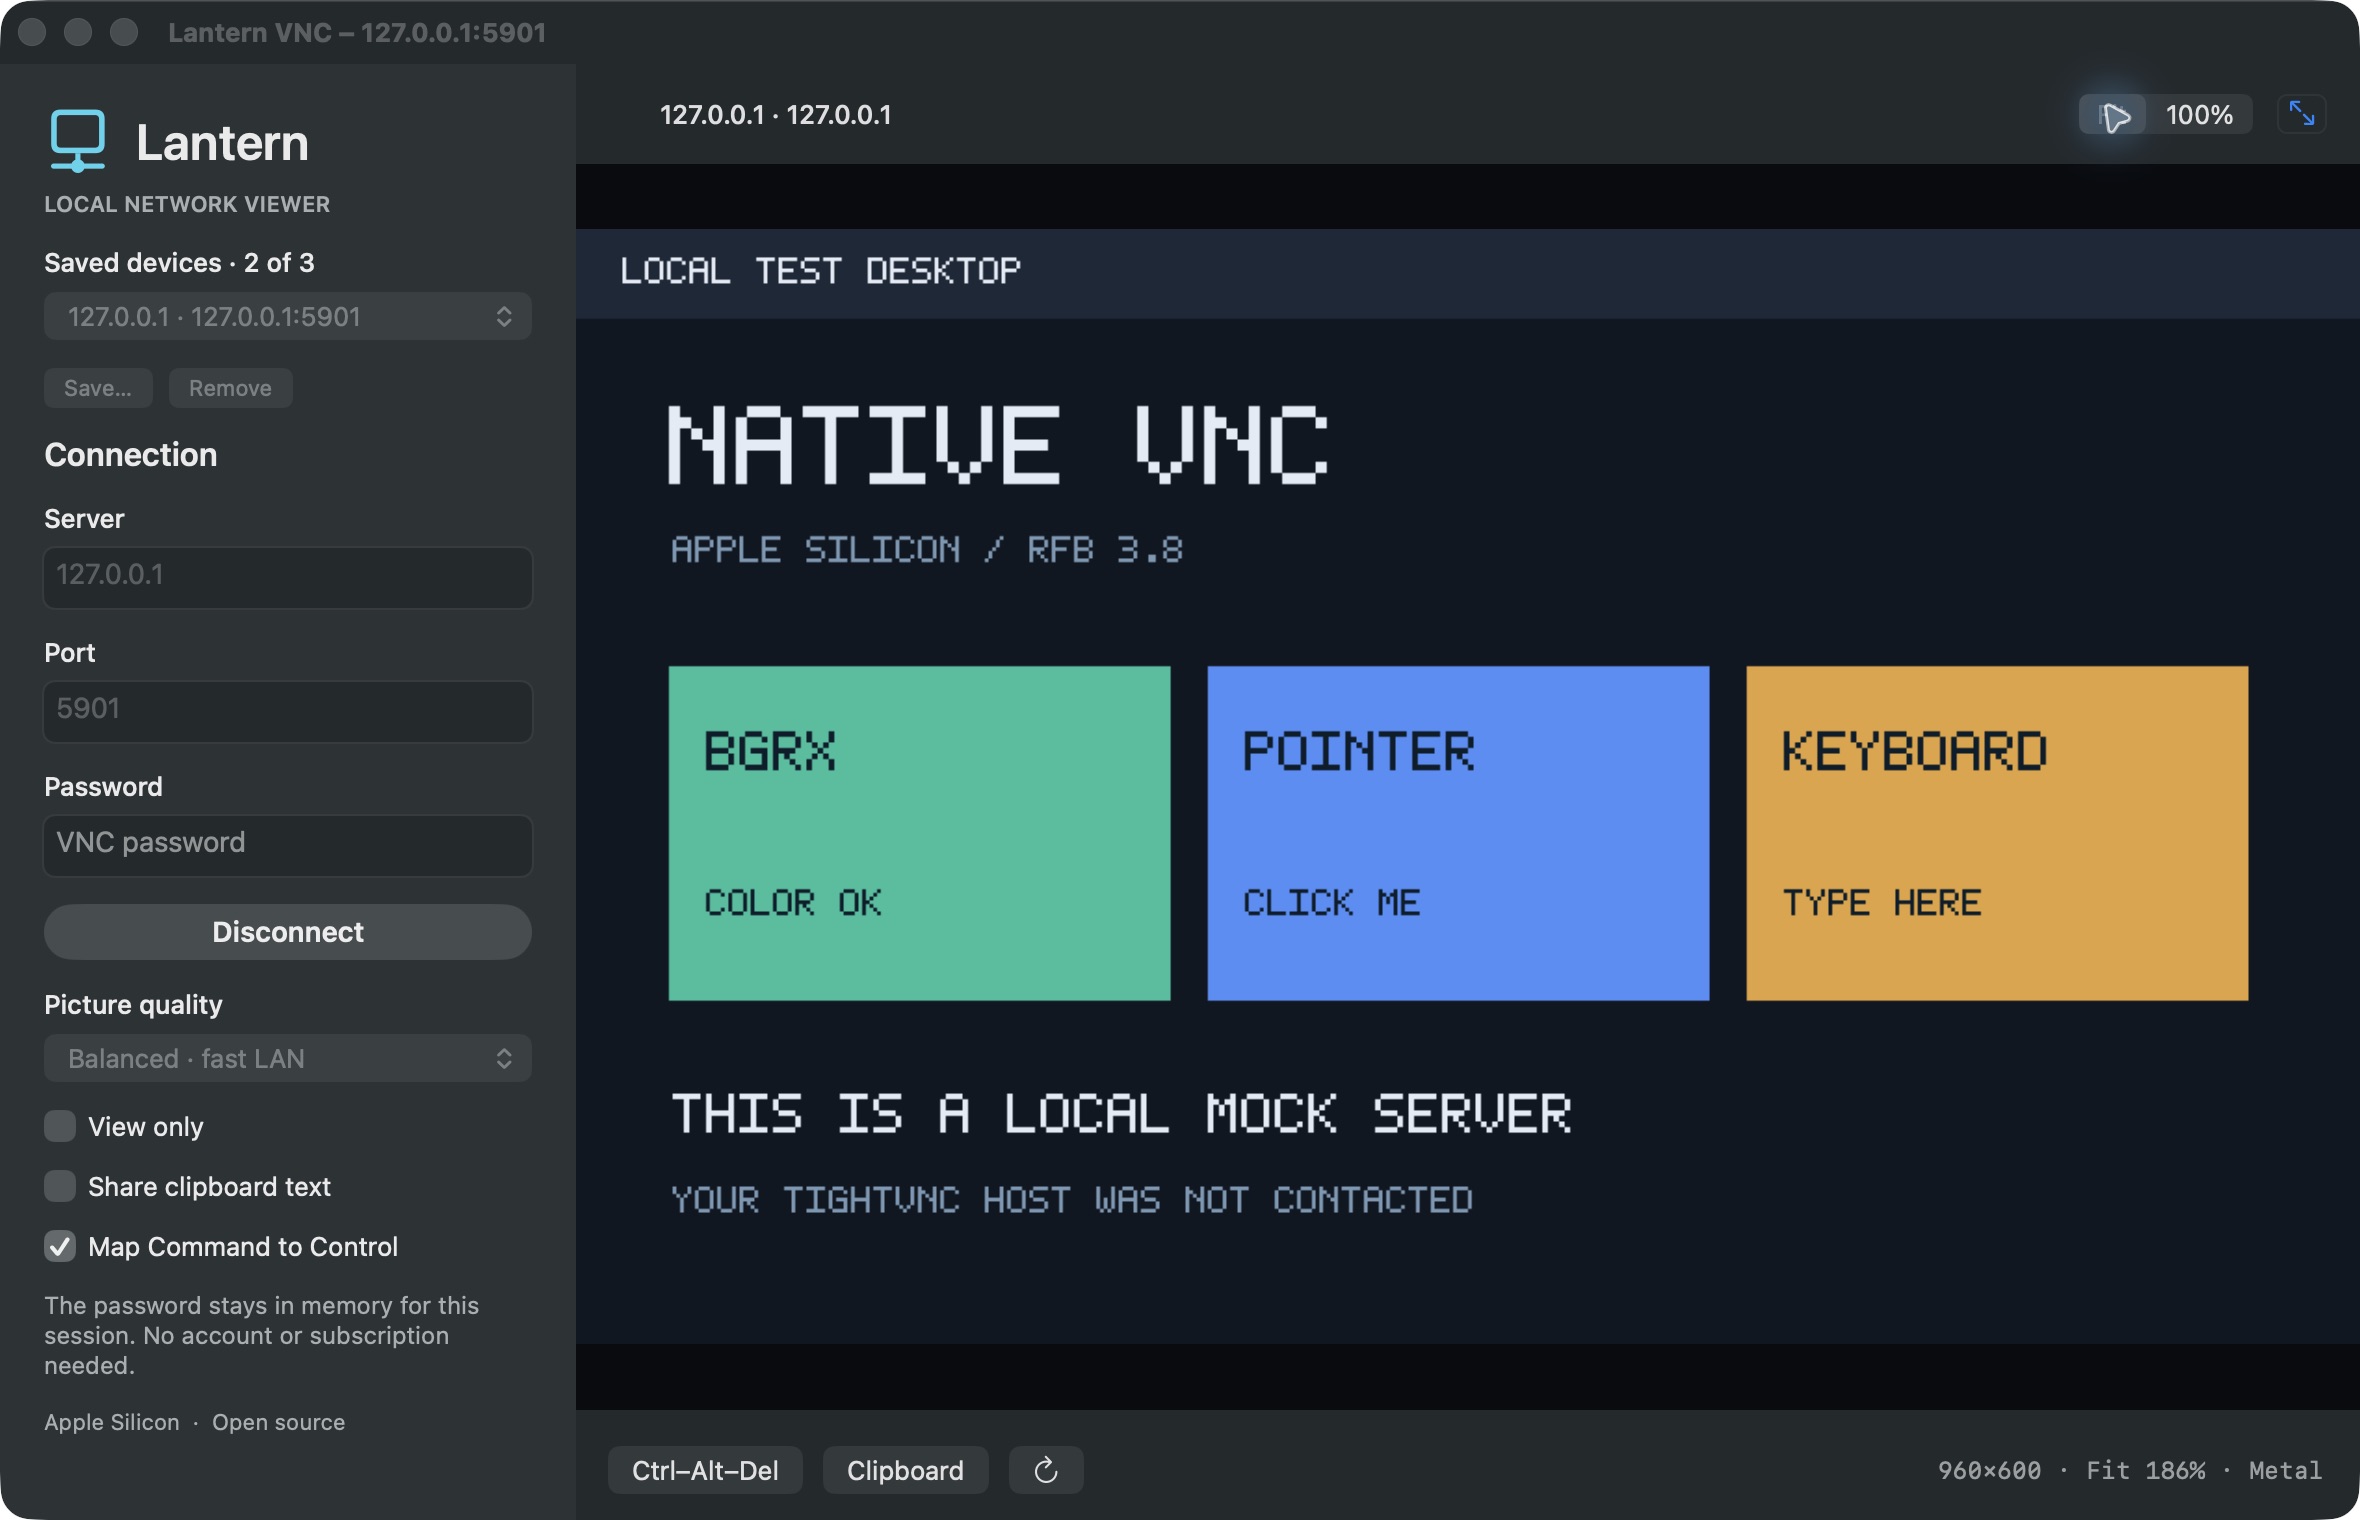 Lantern VNC – 127.0.0.1:5901
Lantern
LOCAL NETWORK VIEWER
Saved devices · 2 of 3
127.0.0.1 · 127.0.0.1:5901
Save...
Remove
Connection
Server
127.0.0.1
Port
5901
Password
VNC password
Disconnect
Picture quality
Balanced · fast LAN
View only
Share clipboard text
Map Command to Control
The password stays in memory for this
session. No account or subscription
needed.
Apple Silicon · Open source
127.0.0.1 · 127.0.0.1
100%
LOCAL TEST DESKTOP
NATIVE VNC
APPLE SILICON / RFB 3.8
BGRX
COLOR OK
POINTER
CLICK ME
KEYBOARD
TYPE HERE
THIS IS A LOCAL MOCK SERVER
YOUR TIGHTVNC HOST WAS NOT CONTACTED
Ctrl–Alt–Del
Clipboard
960×600 · Fit 186% · Metal